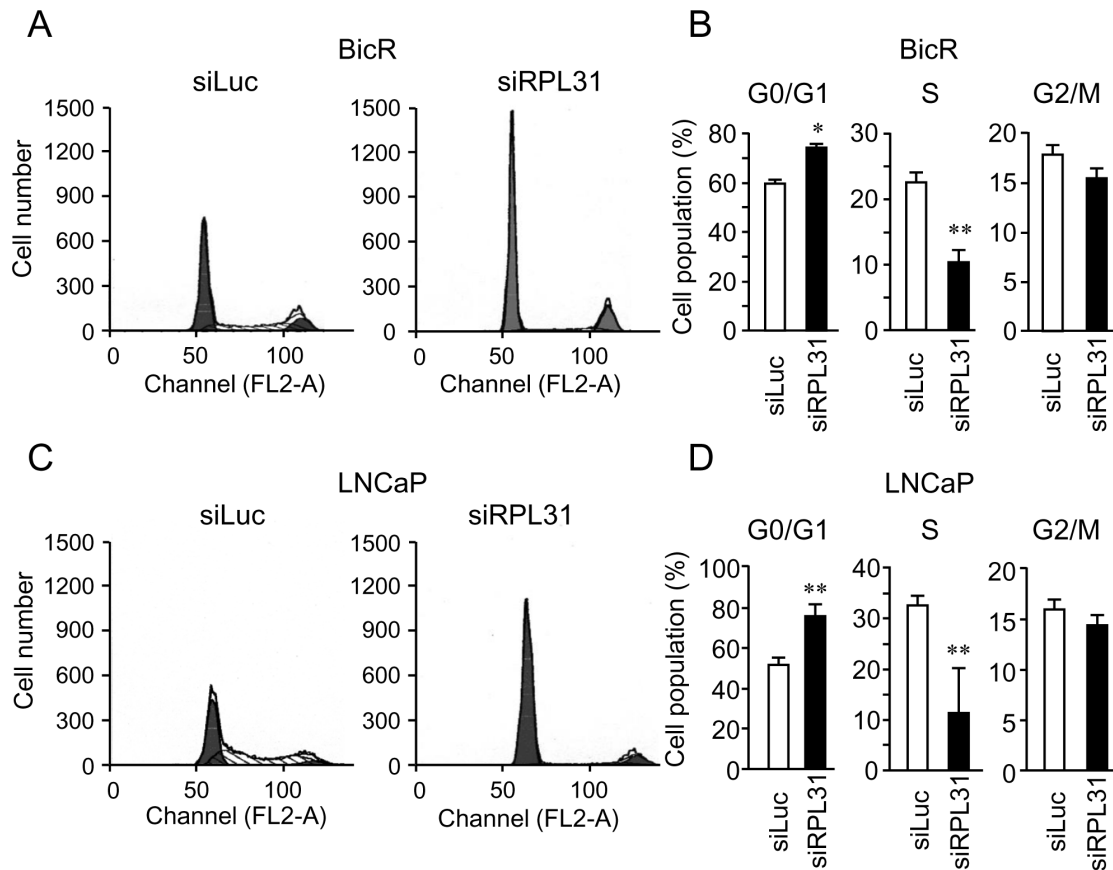 A
BicR
siLuc
siRPL31
Cell number
1500
1200
900
600
300
0
0
50
100
Channel (FL2-A)
1500
1200
900
600
300
0
0
50
100
Channel (FL2-A)
B
BicR
G0/G1
S
G2/M
Cell population (%)
80
60
40
20
0
*
siLuc
siRPL31
30
20
10
0
**
siLuc
siRPL31
20
15
10
5
0
siLuc
siRPL31
C
LNCaP
siLuc
siRPL31
Cell number
1500
1200
900
600
300
0
0
50
100
Channel (FL2-A)
1500
1200
900
600
300
0
0
50
100
Channel (FL2-A)
D
LNCaP
G0/G1
S
G2/M
Cell population (%)
100
80
60
40
20
0
**
siLuc
siRPL31
40
30
20
10
0
**
siLuc
siRPL31
20
15
10
5
0
siLuc
siRPL31